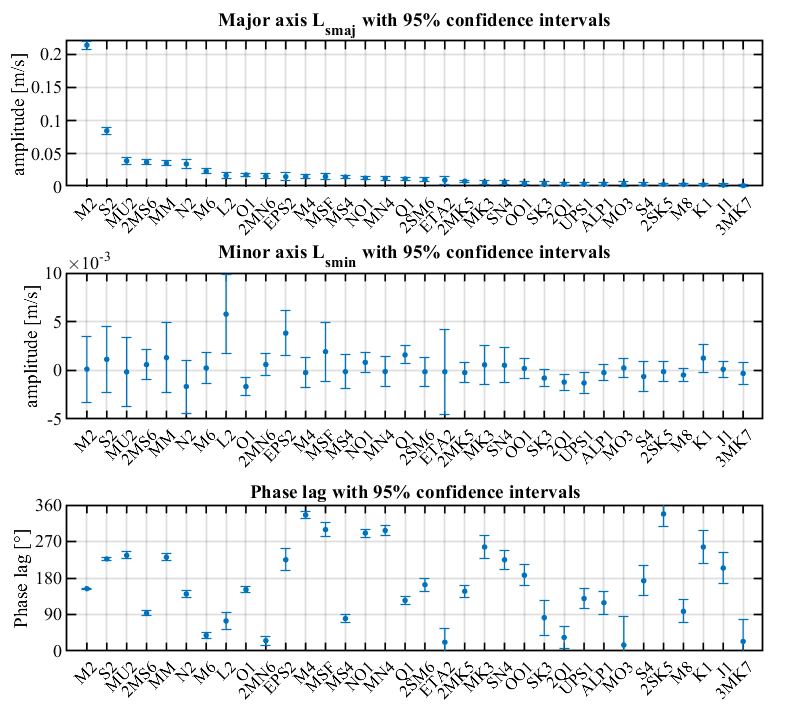 Major axis L_smaj with 95% confidence intervals
amplitude [m/s]
0.2
0.15
0.1
0.05
0
M2 S2 MU2 2MS6 MM N2 M6 L2 O1 2MN6 EPS2 M4 MSF MS4 NO1 MN4 Q1 2SM6 ETA2 2MK5 MK3 SN4 OO1 SK3 2Q1 UPS1 ALP1 MO3 S4 2SK5 M8 K1 J1 3MK7
Minor axis L_smin with 95% confidence intervals
×10^-3
amplitude [m/s]
10
5
0
-5
M2 S2 MU2 2MS6 MM N2 M6 L2 O1 2MN6 EPS2 M4 MSF MS4 NO1 MN4 Q1 2SM6 ETA2 2MK5 MK3 SN4 OO1 SK3 2Q1 UPS1 ALP1 MO3 S4 2SK5 M8 K1 J1 3MK7
Phase lag with 95% confidence intervals
Phase lag [°]
360
270
180
90
0
M2 S2 MU2 2MS6 MM N2 M6 L2 O1 2MN6 EPS2 M4 MSF MS4 NO1 MN4 Q1 2SM6 ETA2 2MK5 MK3 SN4 OO1 SK3 2Q1 UPS1 ALP1 MO3 S4 2SK5 M8 K1 J1 3MK7